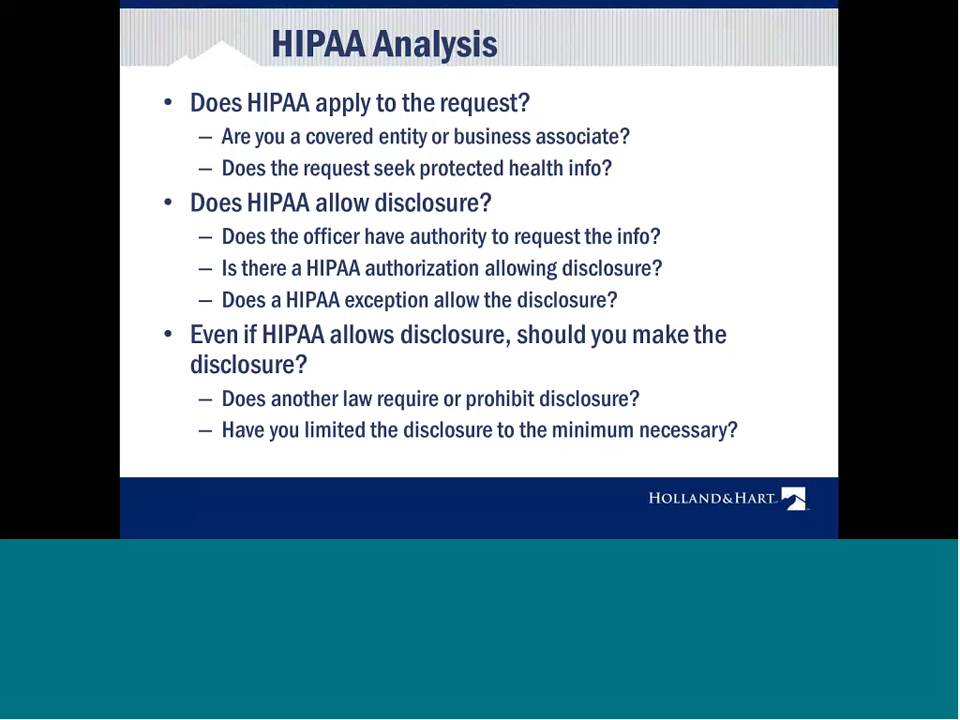 HIPAA Analysis
• Does HIPAA apply to the request?
– Are you a covered entity or business associate?
– Does the request seek protected health info?
• Does HIPAA allow disclosure?
– Does the officer have authority to request the info?
– Is there a HIPAA authorization allowing disclosure?
– Does a HIPAA exception allow the disclosure?
• Even if HIPAA allows disclosure, should you make the
disclosure?
– Does another law require or prohibit disclosure?
– Have you limited the disclosure to the minimum necessary?
HOLLAND&HART